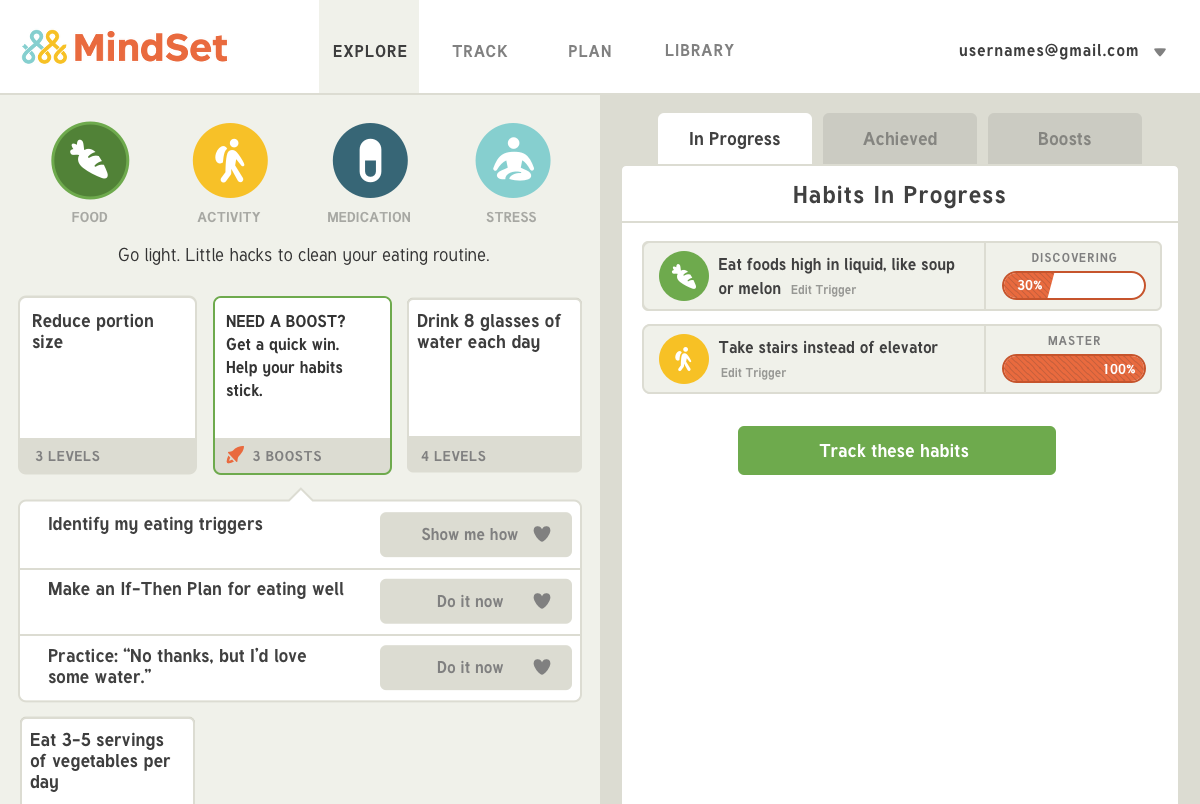 MindSet
EXPLORE
TRACK
PLAN
LIBRARY
usernames@gmail.com
FOOD
ACTIVITY
MEDICATION
STRESS
Go light. Little hacks to clean your eating routine.
Reduce portion
size
3 LEVELS
NEED A BOOST?
Get a quick win.
Help your habits
stick.
3 BOOSTS
Drink 8 glasses of
water each day
4 LEVELS
Identify my eating triggers
Show me how
Make an If-Then Plan for eating well
Do it now
Practice: “No thanks, but I’d love
some water.”
Do it now
Eat 3-5 servings
of vegetables per
day
In Progress
Achieved
Boosts
Habits In Progress
Eat foods high in liquid, like soup
or melon Edit Trigger
DISCOVERING
30%
Take stairs instead of elevator
Edit Trigger
MASTER
100%
Track these habits